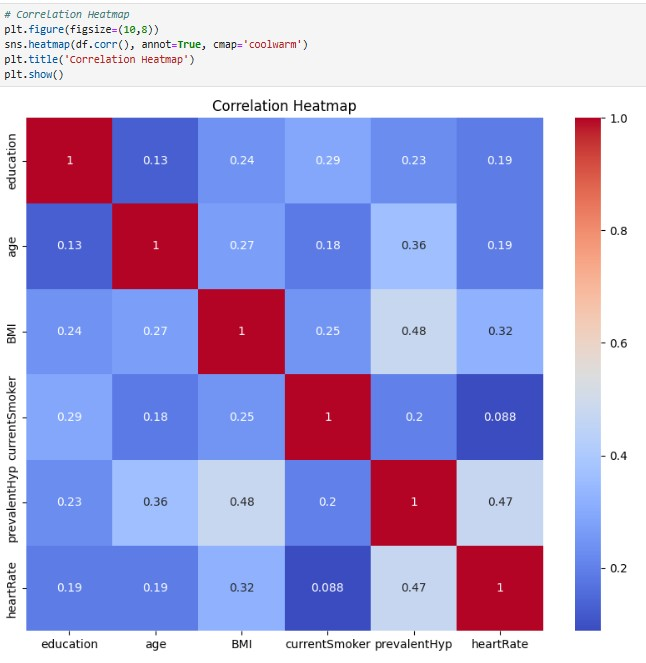 # Correlation Heatmap
plt.figure(figsize=(10,8))
sns.heatmap(df.corr(), annot=True, cmap='coolwarm')
plt.title('Correlation Heatmap')
plt.show()
Correlation Heatmap
education 1 0.13 0.24 0.29 0.23 0.19
age 0.13 1 0.27 0.18 0.36 0.19
BMI 0.24 0.27 1 0.25 0.48 0.32
currentSmoker 0.29 0.18 0.25 1 0.2 0.088
prevalentHyp 0.23 0.36 0.48 0.2 1 0.47
heartRate 0.19 0.19 0.32 0.088 0.47 1
education age BMI currentSmoker prevalentHyp heartRate
1.0
0.8
0.6
0.4
0.2